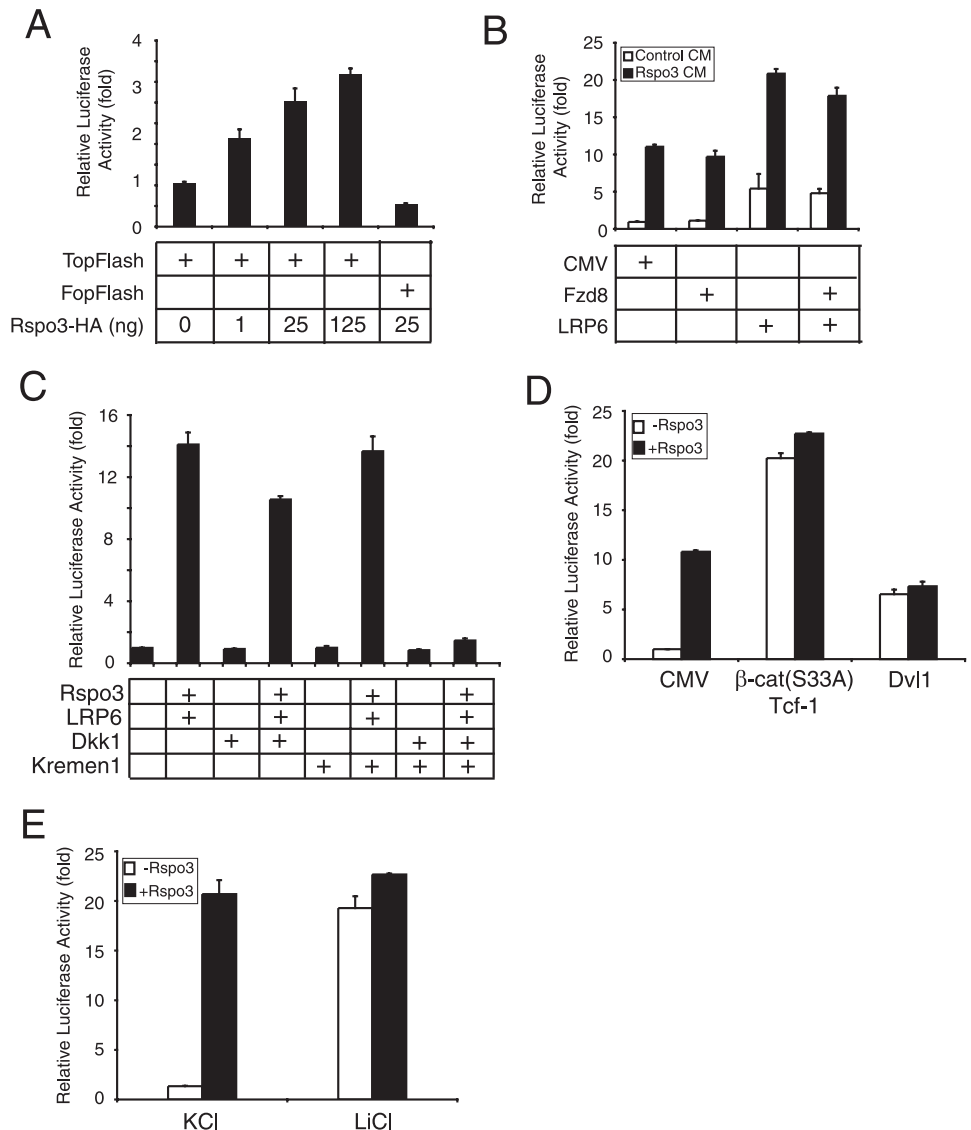 A
Relative Luciferase
Activity (fold)
4
3
2
1
0
TopFlash + + + +
FopFlash +
Rspo3-HA (ng) 0 1 25 125 25
B
Relative Luciferase
Activity (fold)
25
20
15
10
5
0
Control CM
Rspo3 CM
CMV +
Fzd8 + +
LRP6 + +
C
Relative Luciferase Activity (fold)
16
12
8
4
0
Rspo3 + + + +
LRP6 + + + +
Dkk1 + + + +
Kremen1 + + + +
D
Relative Luciferase Activity (fold)
25
20
15
10
5
0
-Rspo3
+Rspo3
CMV β-cat(S33A) Dvl1
Tcf-1
E
Relative Luciferase Activity (fold)
25
20
15
10
5
0
-Rspo3
+Rspo3
KCl LiCl